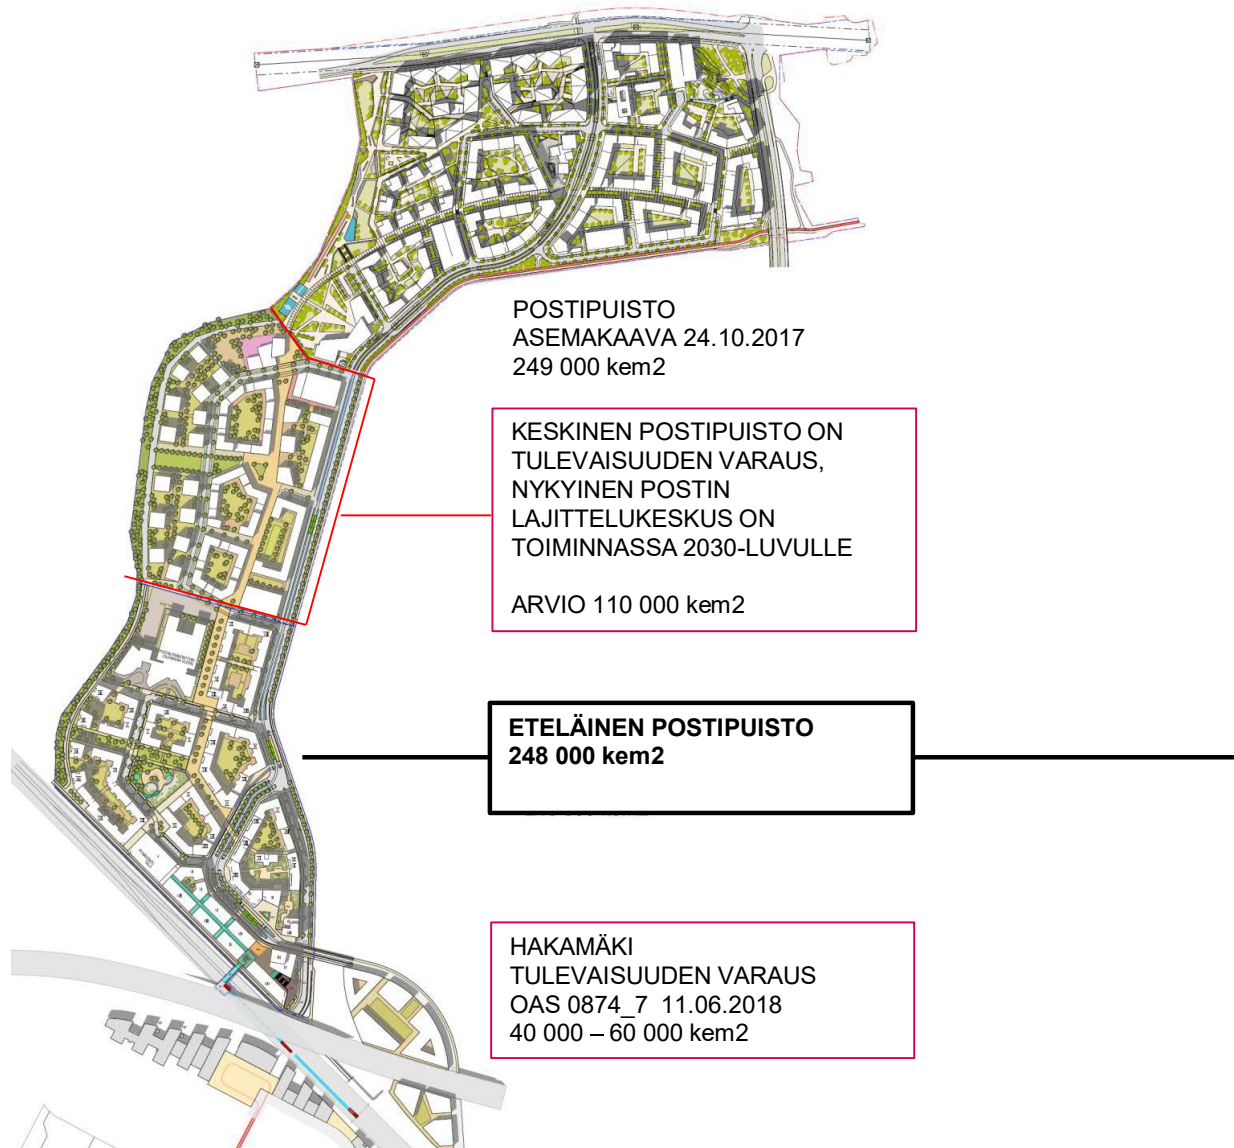 POSTIPUISTO
ASEMAKAAVA 24.10.2017
249 000 kem2
KESKINEN POSTIPUISTO ON
TULEVAISUUDEN VARAUS,
NYKYINEN POSTIN
LAJITTELUKESKUS ON
TOIMINNASSA 2030-LUVULLE
ARVIO 110 000 kem2
ETELÄINEN POSTIPUISTO
248 000 kem2
HAKAMÄKI
TULEVAISUUDEN VARAUS
OAS 0874_7 11.06.2018
40 000 – 60 000 kem2